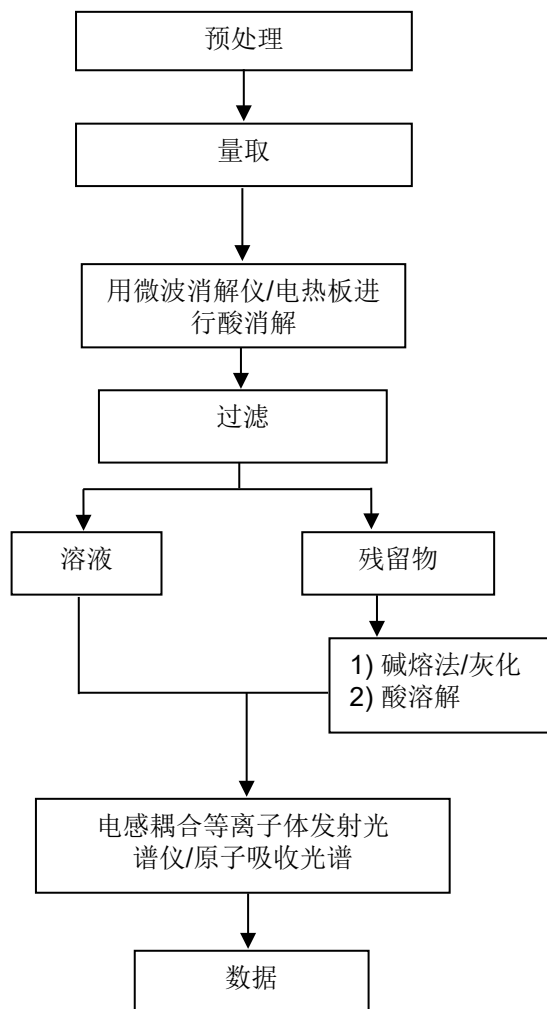 预处理
量取
用微波消解仪/电热板进
行酸消解
过滤
溶液
残留物
1) 碱熔法/灰化
2) 酸溶解
电感耦合等离子体发射光
谱仪/原子吸收光谱
数据